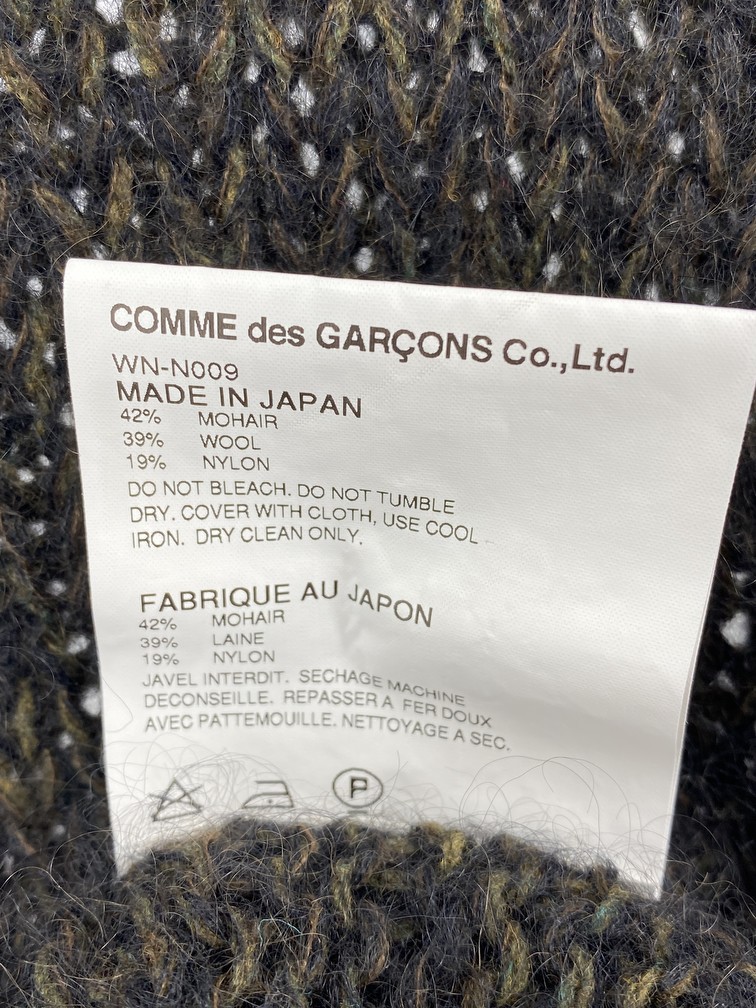 COMME des GARÇONS Co.,Ltd.
WN-N009
MADE IN JAPAN
42% MOHAIR
39% WOOL
19% NYLON
DO NOT BLEACH. DO NOT TUMBLE
DRY. COVER WITH CLOTH, USE COOL
IRON. DRY CLEAN ONLY.
FABRIQUE AU JAPON
42% MOHAIR
39% LAINE
19% NYLON
JAVEL INTERDIT. SECHAGE MACHINE
DECONSEILLE. REPASSER A FER DOUX
AVEC PATTEMOUILLE. NETTOYAGE A SEC.
P